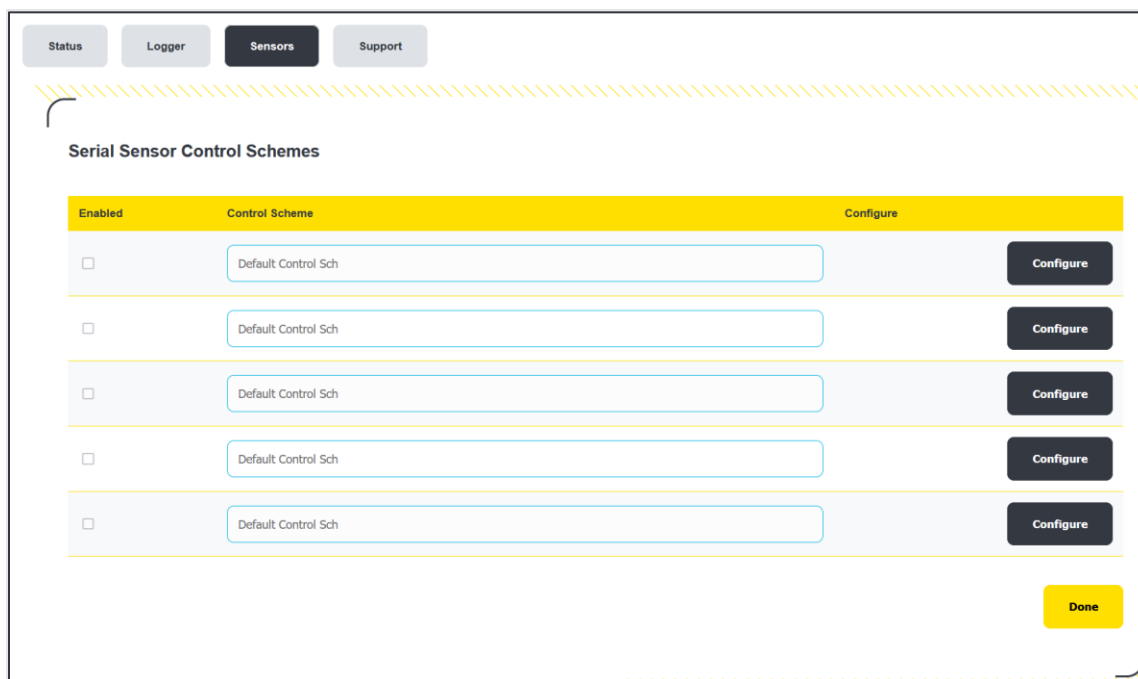 Status Logger Sensors Support
Serial Sensor Control Schemes
Enabled Control Scheme Configure
Default Control Sch Configure
Default Control Sch Configure
Default Control Sch Configure
Default Control Sch Configure
Default Control Sch Configure
Done